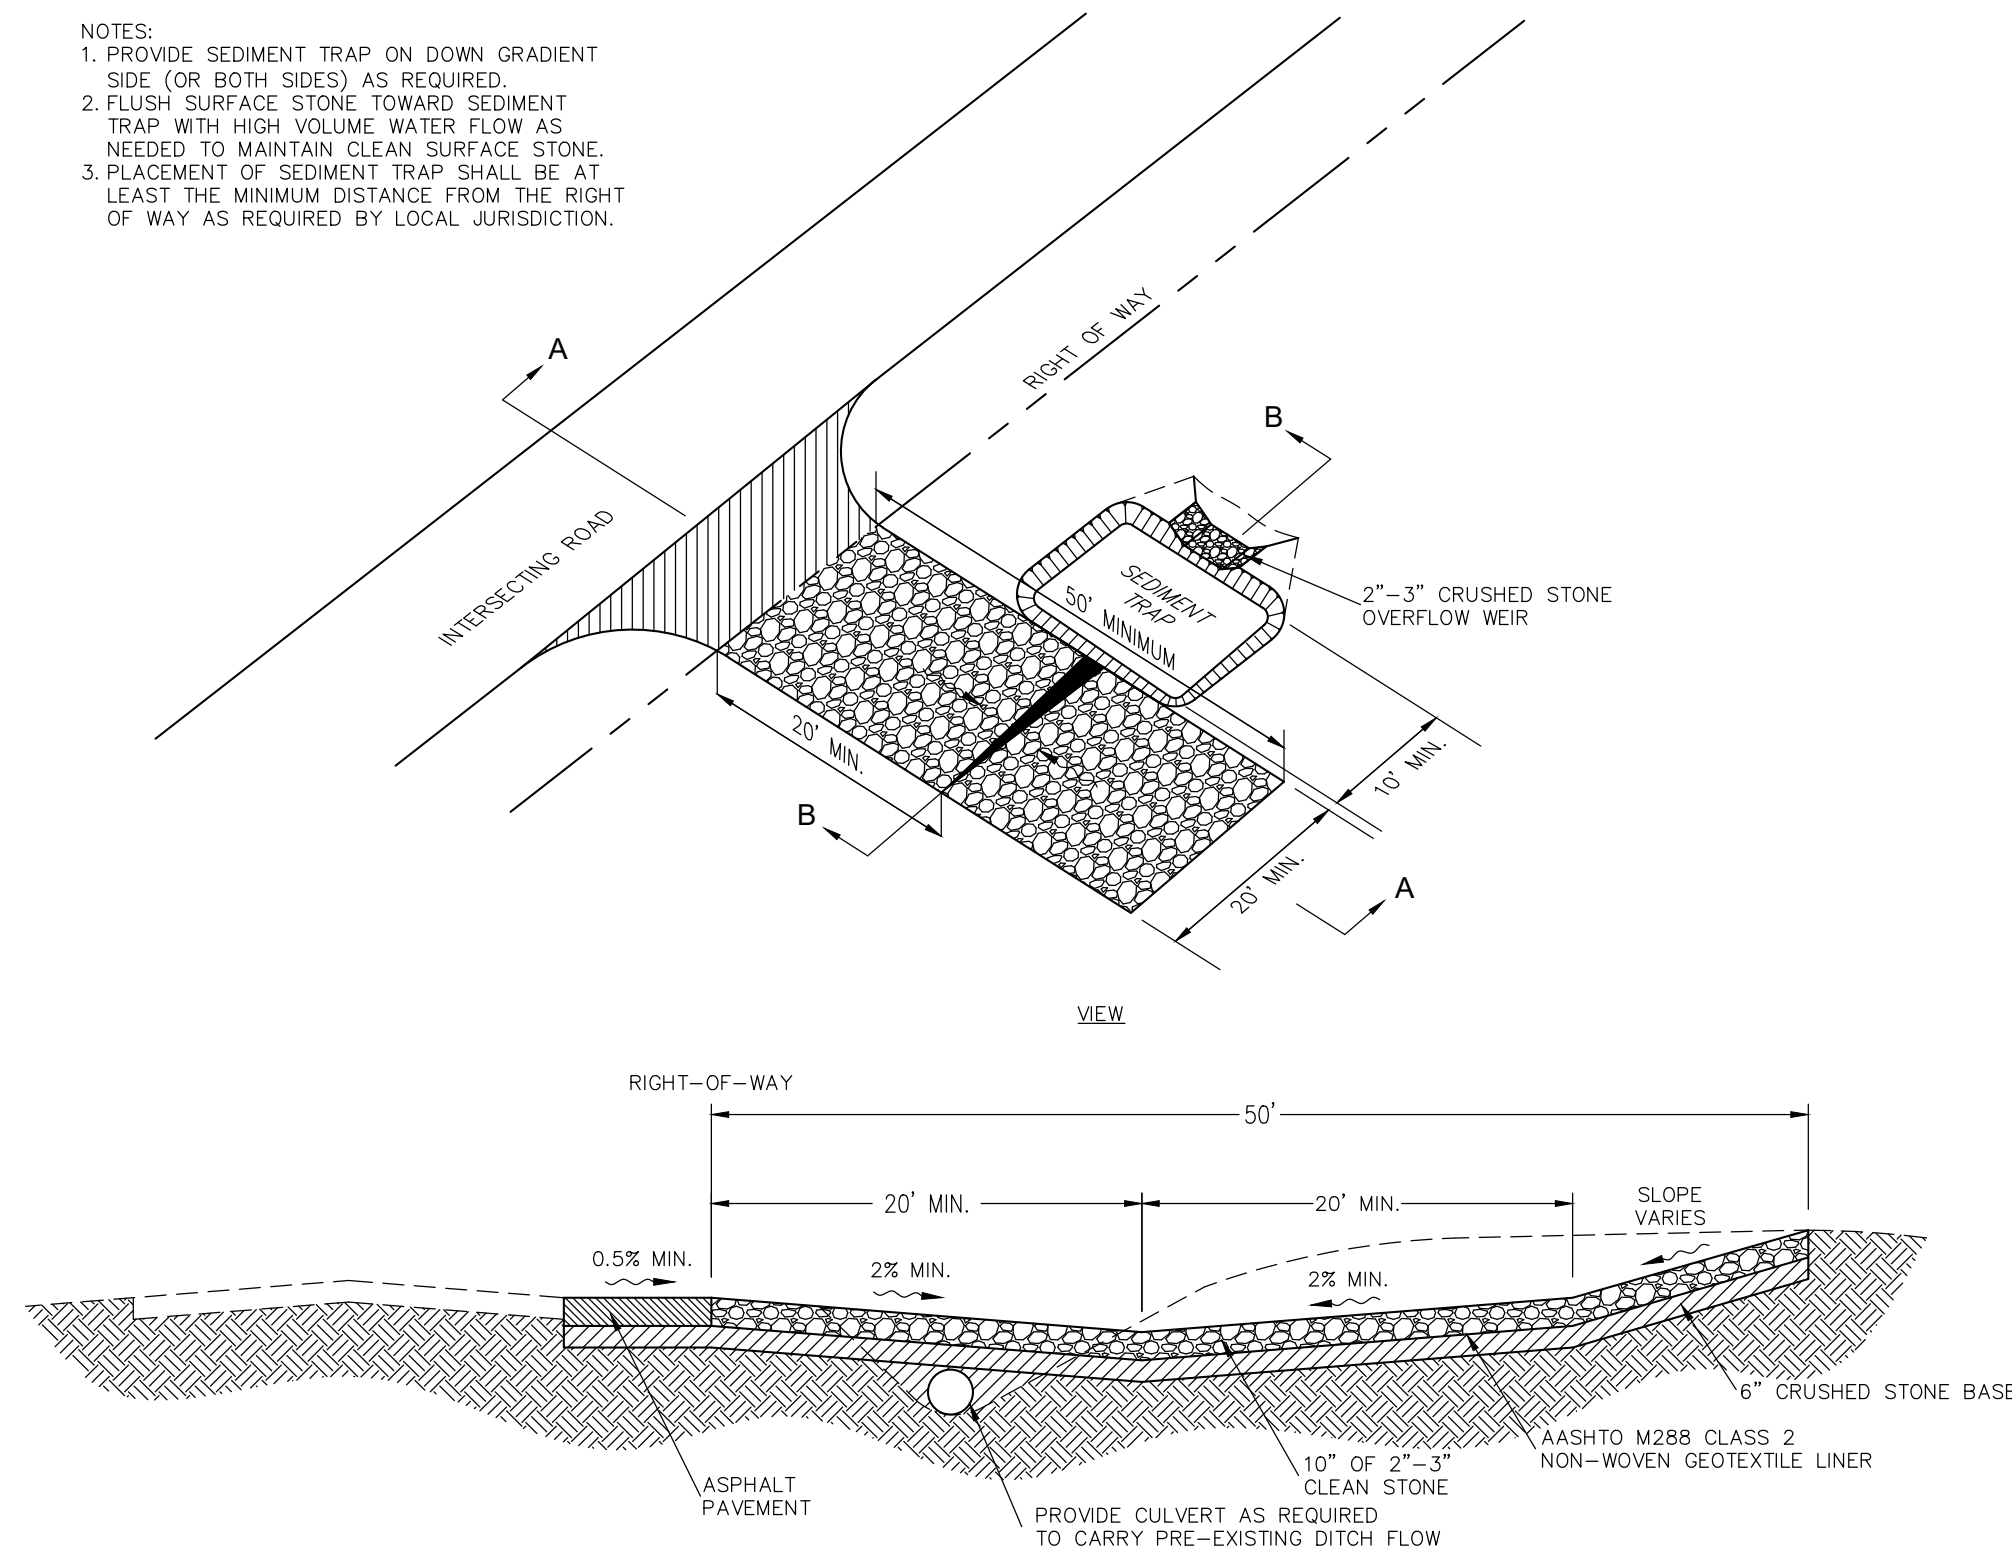 NOTES:
1. PROVIDE SEDIMENT TRAP ON DOWN GRADIENT
SIDE (OR BOTH SIDES) AS REQUIRED.
2. FLUSH SURFACE STONE TOWARD SEDIMENT
TRAP WITH HIGH VOLUME WATER FLOW AS
NEEDED TO MAINTAIN CLEAN SURFACE STONE.
3. PLACEMENT OF SEDIMENT TRAP SHALL BE AT
LEAST THE MINIMUM DISTANCE FROM THE RIGHT
OF WAY AS REQUIRED BY LOCAL JURISDICTION.
A
RIGHT OF WAY
B
INTERSECTING ROAD
SEDIMENT
TRAP
50' MINIMUM
2"-3" CRUSHED STONE
OVERFLOW WEIR
20' MIN.
10' MIN.
B
20' MIN.
A
VIEW
RIGHT-OF-WAY
50'
20' MIN.
20' MIN.
SLOPE
VARIES
0.5% MIN.
2% MIN.
2% MIN.
6" CRUSHED STONE BASE
AASHTO M288 CLASS 2
NON-WOVEN GEOTEXTILE LINER
10" OF 2"-3"
CLEAN STONE
ASPHALT
PAVEMENT
PROVIDE CULVERT AS REQUIRED
TO CARRY PRE-EXISTING DITCH FLOW